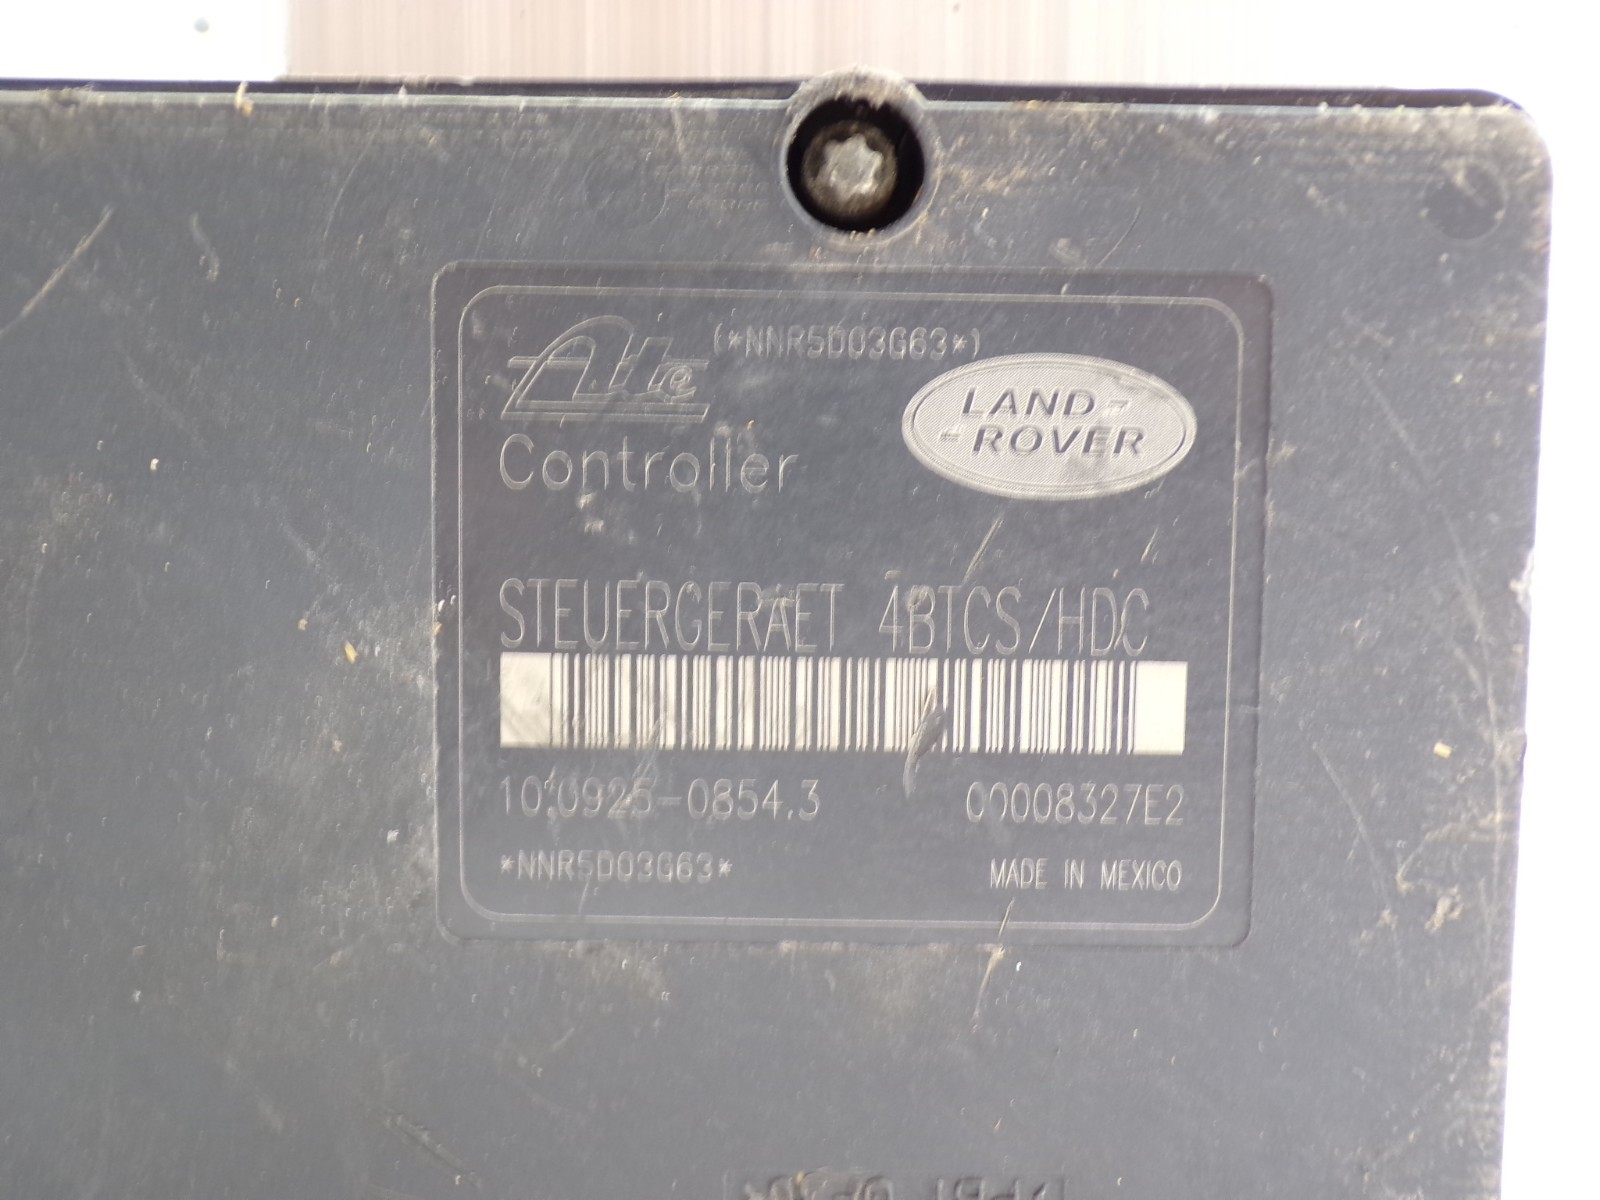 (*NNR5D03G63*)
Ate
LAND-
-ROVER
Controller
STEUERGERAET 4BTCS/HDC
10.0925-0854.3 00008327E2
*NNR5D03G63* MADE IN MEXICO